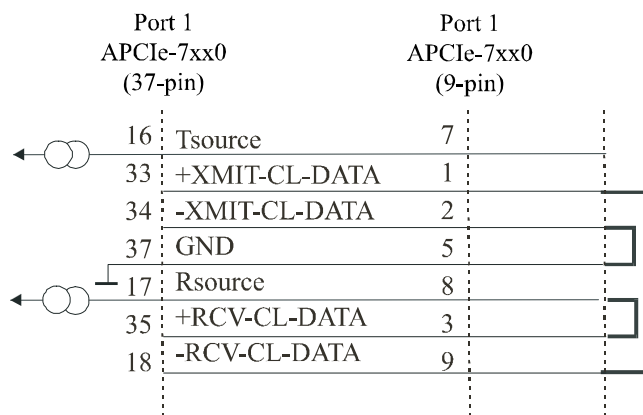 Port 1 Port 1
APCIe-7xx0 APCIe-7xx0
(37-pin) (9-pin)
16 Tsource 7
33 +XMIT-CL-DATA 1
34 -XMIT-CL-DATA 2
37 GND 5
17 Rsource 8
35 +RCV-CL-DATA 3
18 -RCV-CL-DATA 9